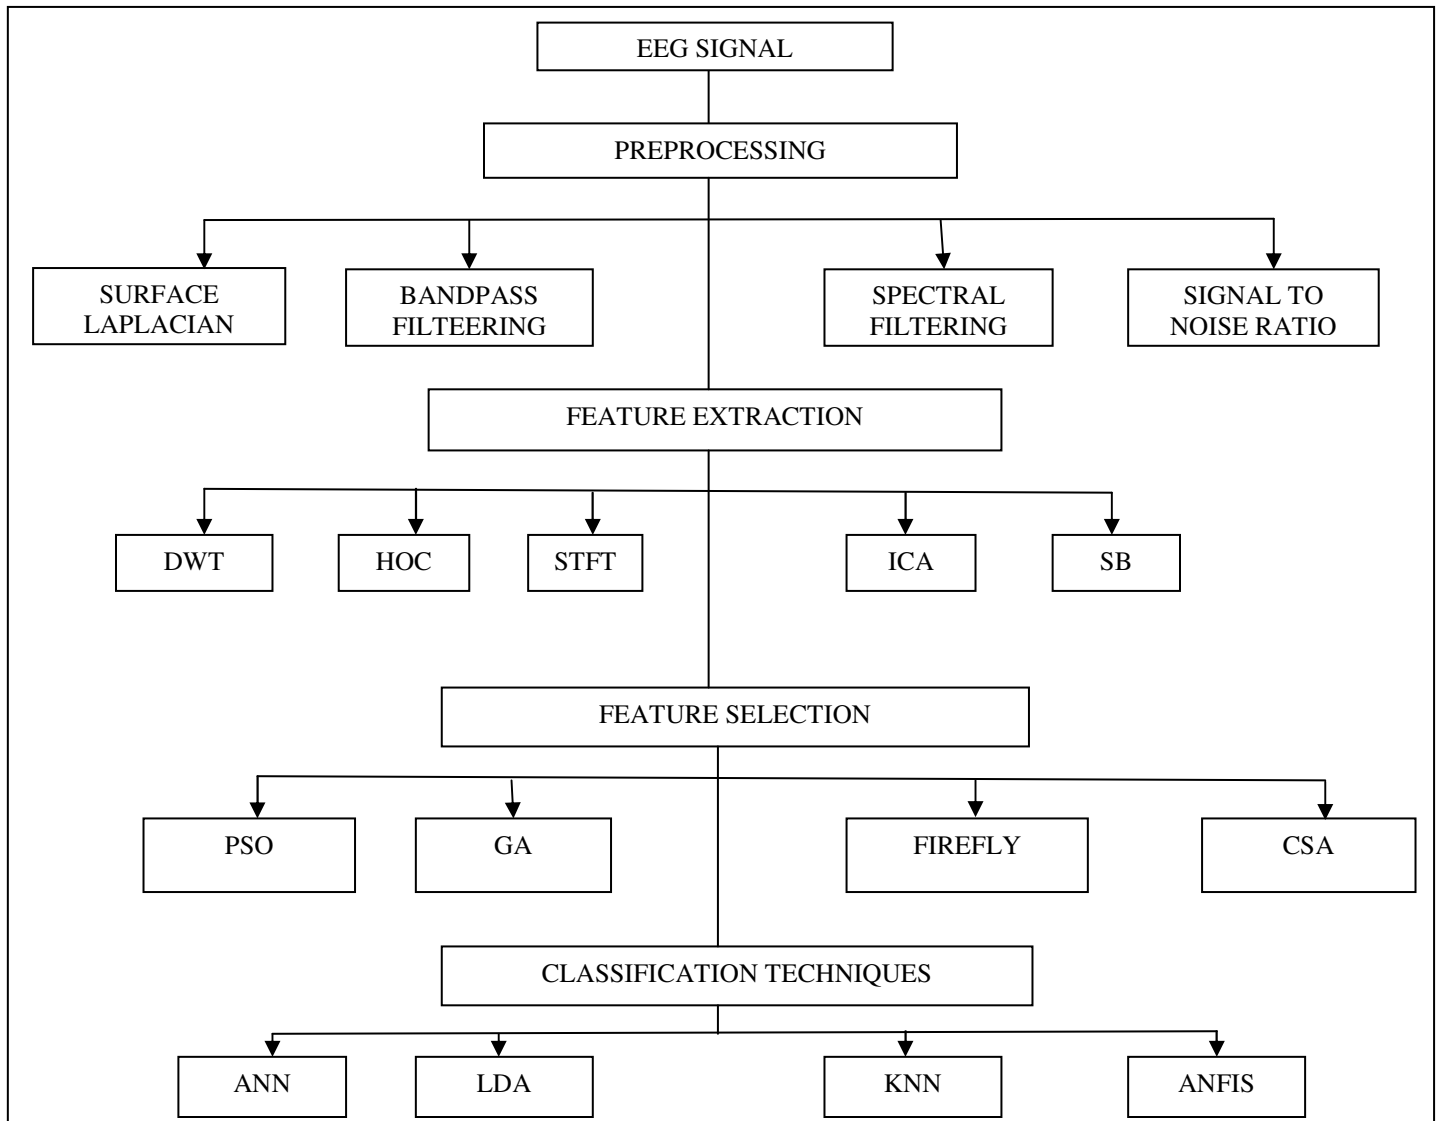 EEG SIGNAL
PREPROCESSING
SURFACE
LAPLACIAN
BANDPASS
FILTEERING
SPECTRAL
FILTERING
SIGNAL TO
NOISE RATIO
FEATURE EXTRACTION
DWT
HOC
STFT
ICA
SB
FEATURE SELECTION
PSO
GA
FIREFLY
CSA
CLASSIFICATION TECHNIQUES
ANN
LDA
KNN
ANFIS